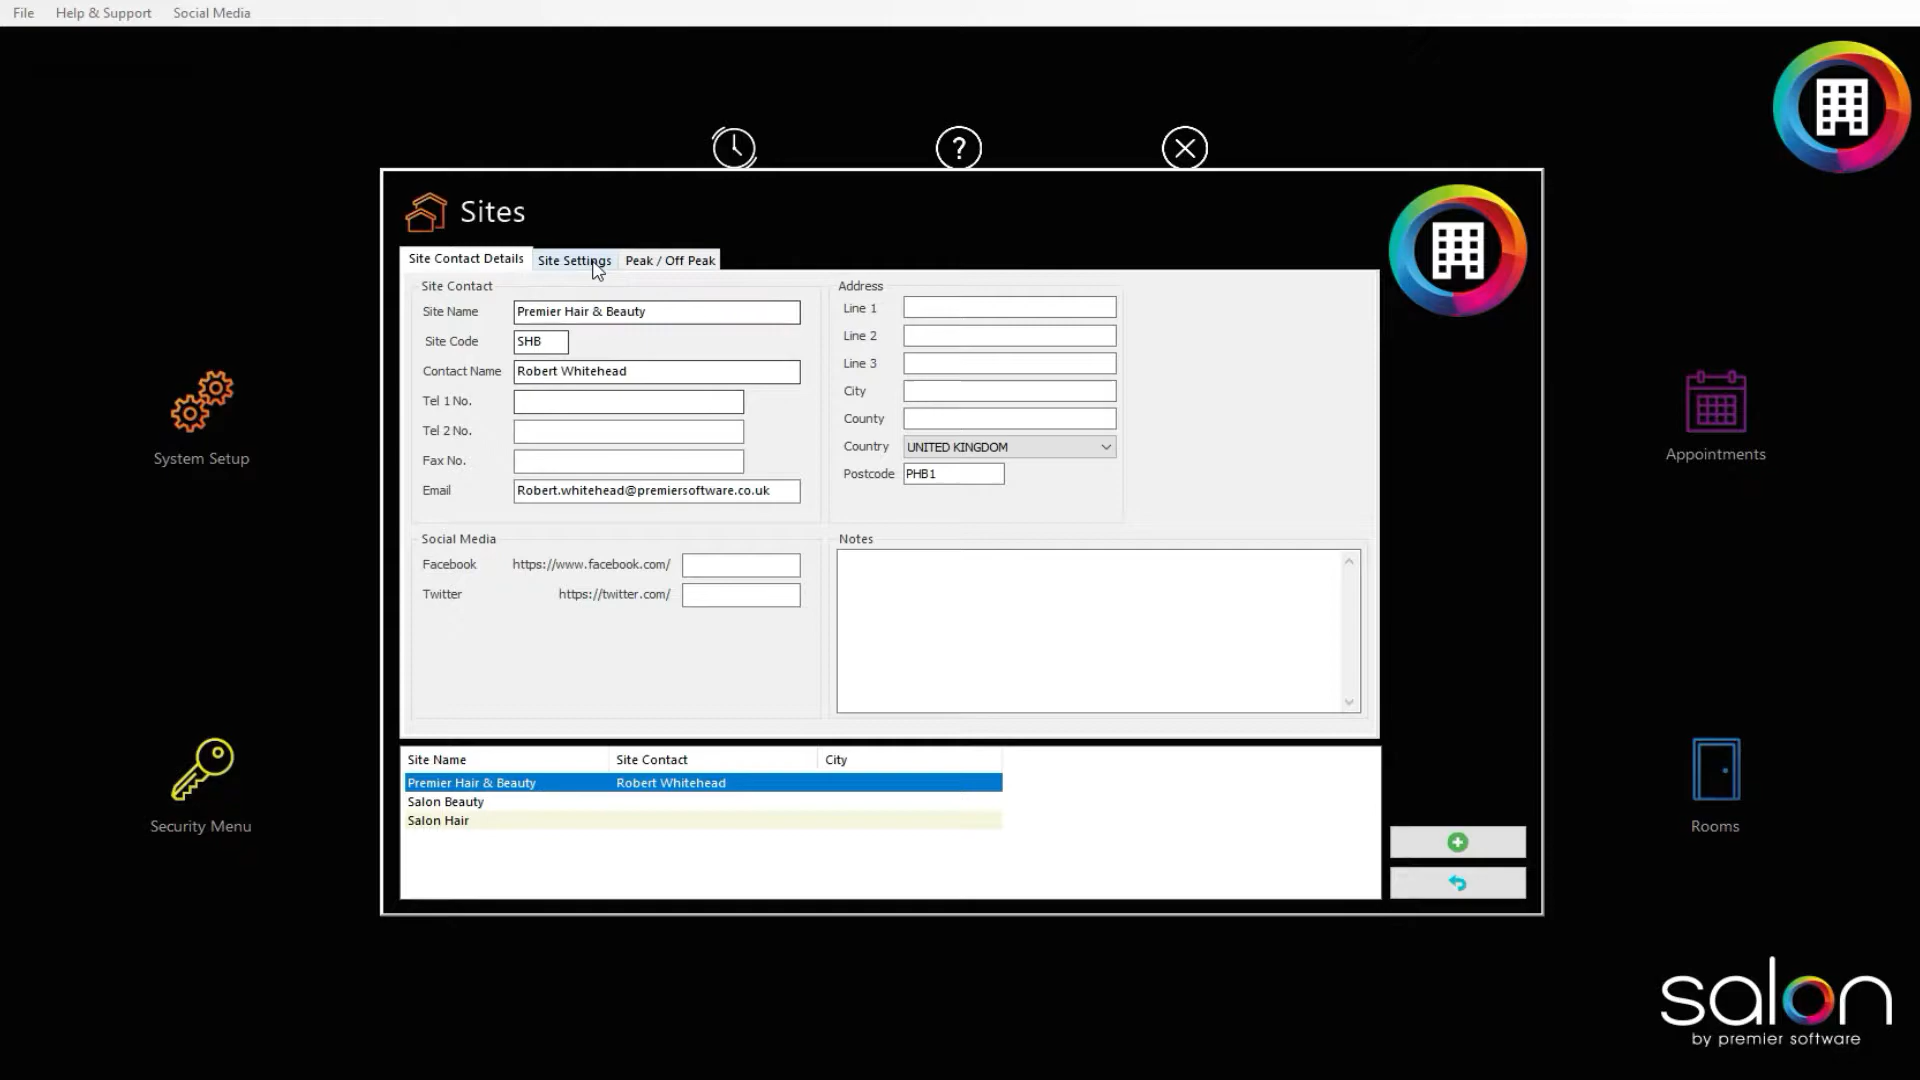 File Help & Support Social Media
?
Sites
Site Contact Details Site Settings Peak / Off Peak
Site Contact
Site Name Premier Hair & Beauty
Site Code SHB
Contact Name Robert Whitehead
Tel 1 No.
Tel 2 No.
Fax No.
Email Robert.whitehead@premiersoftware.co.uk
Address
Line 1
Line 2
Line 3
City
County
Country UNITED KINGDOM
Postcode PHB1
Social Media
Facebook https://www.facebook.com/
Twitter https://twitter.com/
Notes
Site Name Site Contact City
Premier Hair & Beauty Robert Whitehead
Salon Beauty
Salon Hair
System Setup
Security Menu
Appointments
Rooms
salon
by premier software